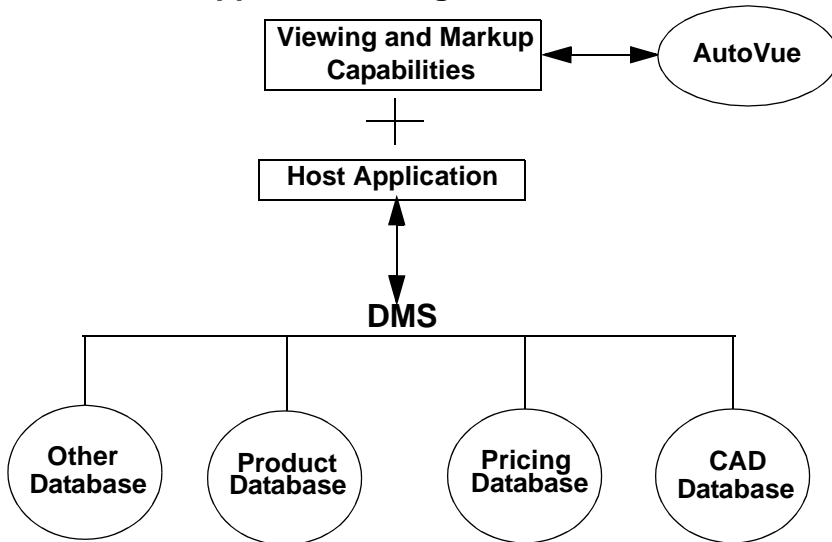 Viewing and Markup
Capabilities
AutoVue
Host Application
DMS
Other
Database
Product
Database
Pricing
Database
CAD
Database